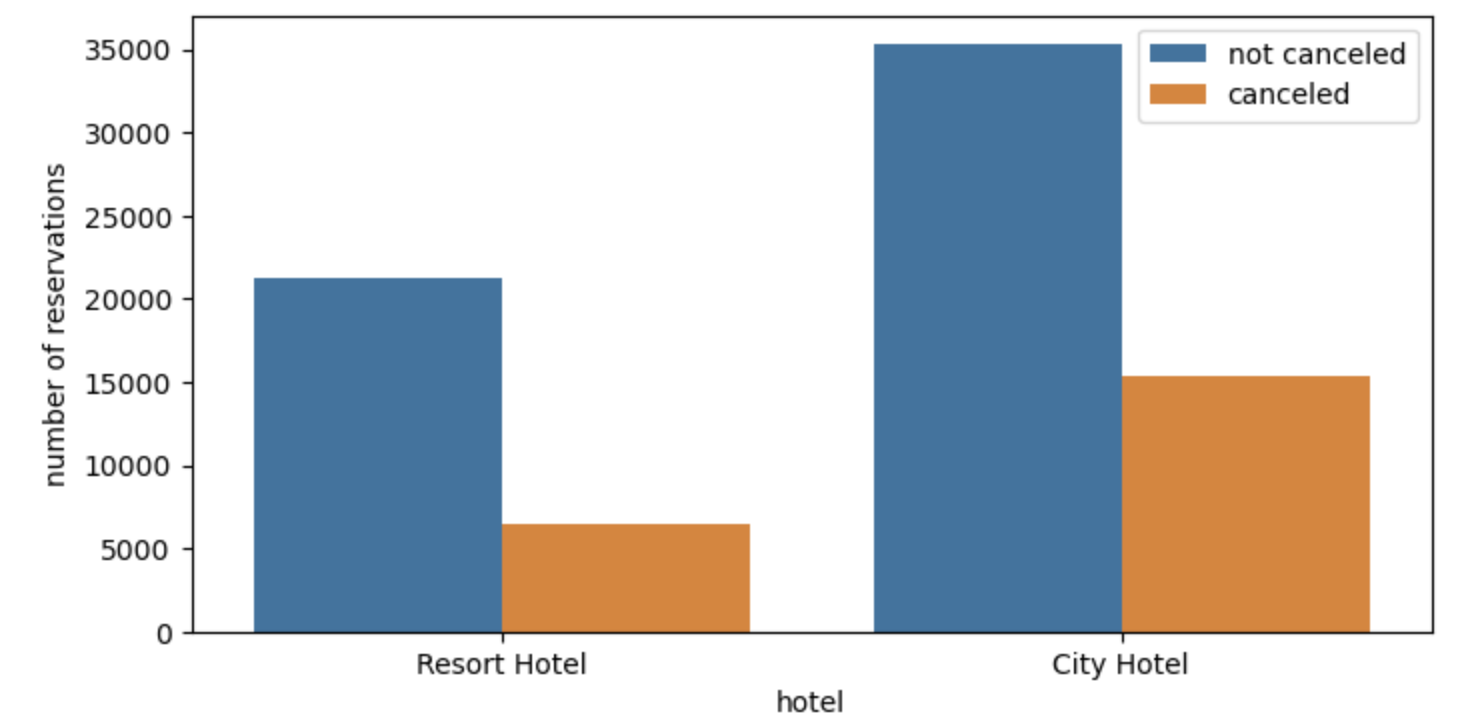 not canceled
canceled
35000
30000
25000
20000
15000
10000
5000
0
number of reservations
Resort Hotel
City Hotel
hotel